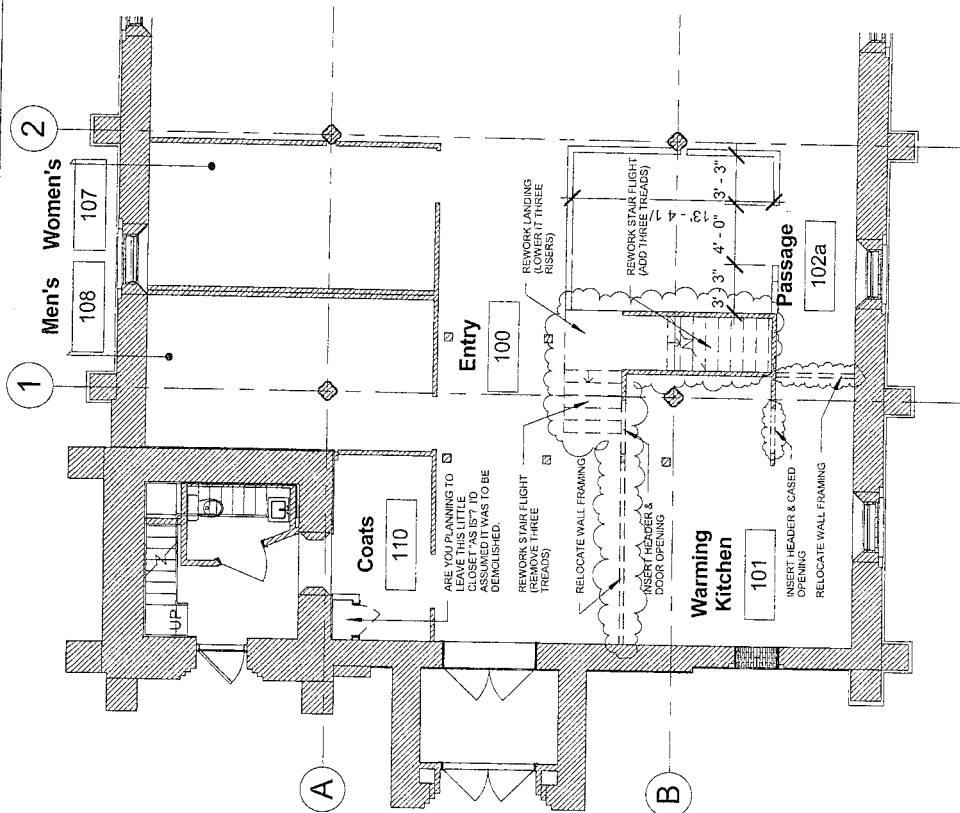 2
1
Women's
107
Men's
108
Entry
100
REWORK LANDING
(LOWER IT THREE
RISERS)
REWORK STAIR FLIGHT
(ADD THREE TREADS)
13' - 4 1/
3' - 3"
4' - 0"
3' - 3"
Passage
102a
UP
Coats
110
ARE YOU PLANNING TO
LEAVE THIS LITTLE
CLOSET "AS IS"? I'D
ASSUMED IT WAS TO BE
DEMOLISHED.
REWORK STAIR FLIGHT
(REMOVE THREE
TREADS)
RELOCATE WALL FRAMING
INSERT HEADER &
DOOR OPENING
Warming
Kitchen
101
INSERT HEADER & CASED
OPENING
RELOCATE WALL FRAMING
A
B